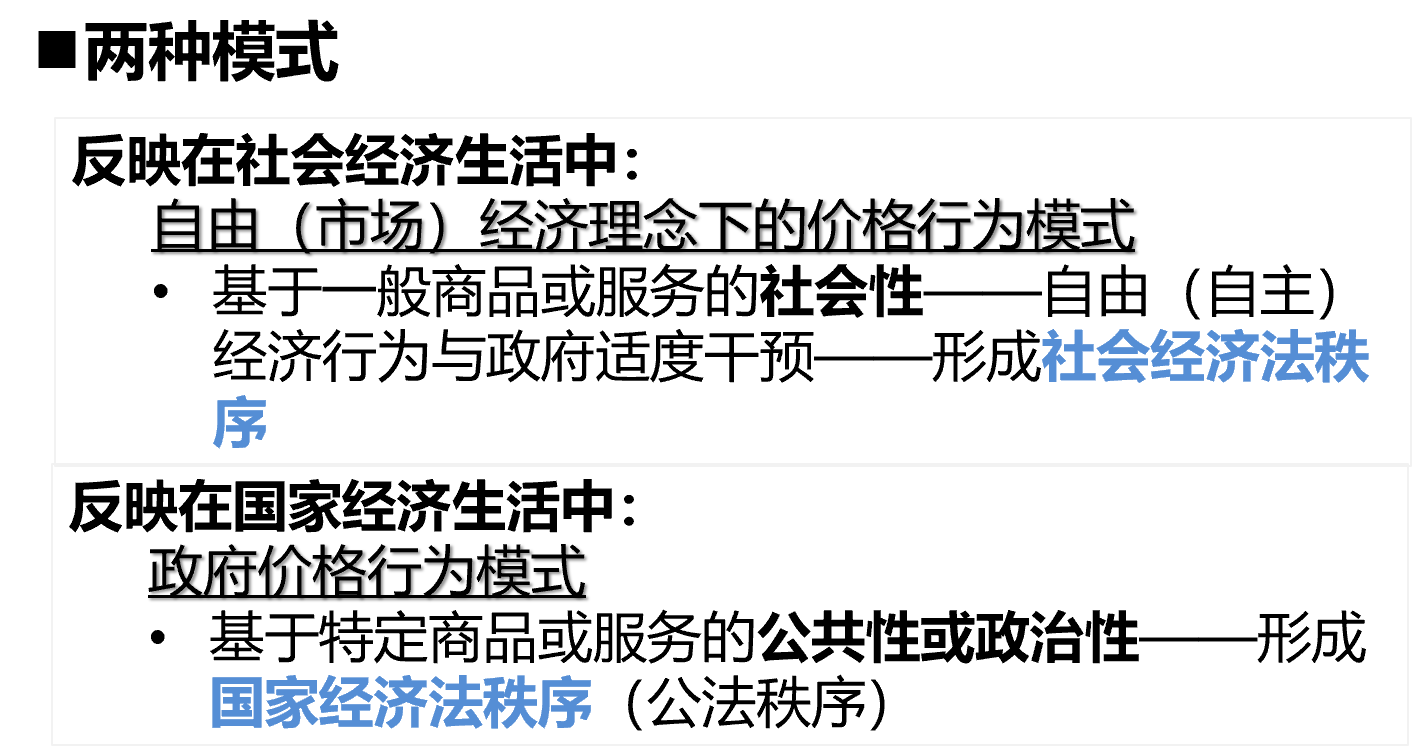 ■两种模式
反映在社会经济生活中：
自由（市场）经济理念下的价格行为模式
• 基于一般商品或服务的社会性——自由（自主）
经济行为与政府适度干预——形成社会经济法秩
序
反映在国家经济生活中：
政府价格行为模式
• 基于特定商品或服务的公共性或政治性——形成
国家经济法秩序（公法秩序）